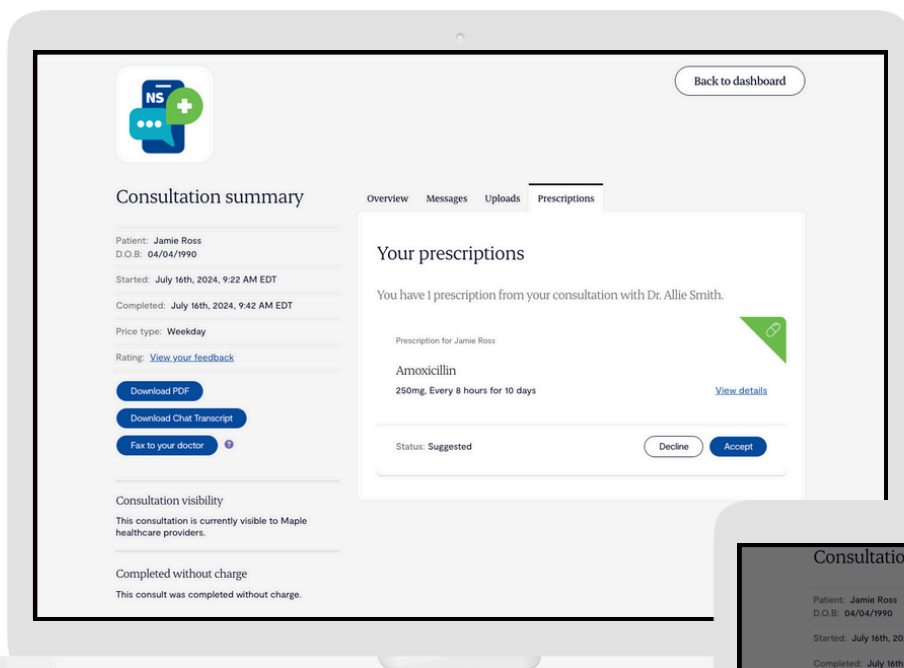 NS
Back to dashboard
Consultation summary
Patient: Jamie Ross
D.O.B: 04/04/1990
Started: July 16th, 2024, 9:22 AM EDT
Completed: July 16th, 2024, 9:42 AM EDT
Price type: Weekday
Rating: View your feedback
Download PDF
Download Chat Transcript
Fax to your doctor ?
Consultation visibility
This consultation is currently visible to Maple
healthcare providers.
Completed without charge
This consult was completed without charge.
Overview Messages Uploads Prescriptions
Your prescriptions
You have 1 prescription from your consultation with Dr. Allie Smith.
Prescription for Jamie Ross
Amoxicillin
250mg, Every 8 hours for 10 days
View details
Status: Suggested
Decline
Accept
Consultatio
Patient: Jamie Ross
D.O.B: 04/04/1990
Started: July 16th, 20
Completed: July 16th